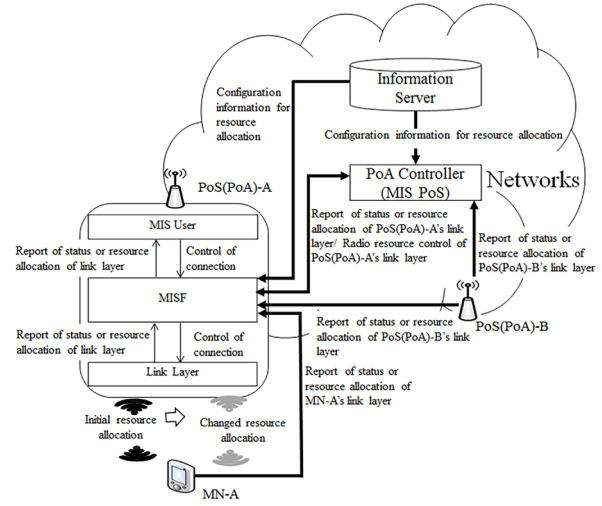 Information
Server
Configuration
information for
resource
allocation
Configuration information for resource allocation
PoA Controller
(MIS PoS)
Networks
PoS(PoA)-A
MIS User
Report of status or resource
allocation of link layer
Control of
connection
MISF
Report of status or resource
allocation of PoS(PoA)-A's link
layer/ Radio resource control of
PoS(PoA)-A's link layer
Report of status or
resource allocation of
PoS(PoA)-B's link layer
PoS(PoA)-B
Report of status or resource
allocation of PoS(PoA)-B's link
layer
Report of status or resource
allocation of link layer
Control of
connection
Link Layer
Report of status or
resource allocation of
MN-A's link layer
Initial resource
allocation
Changed resource
allocation
MN-A